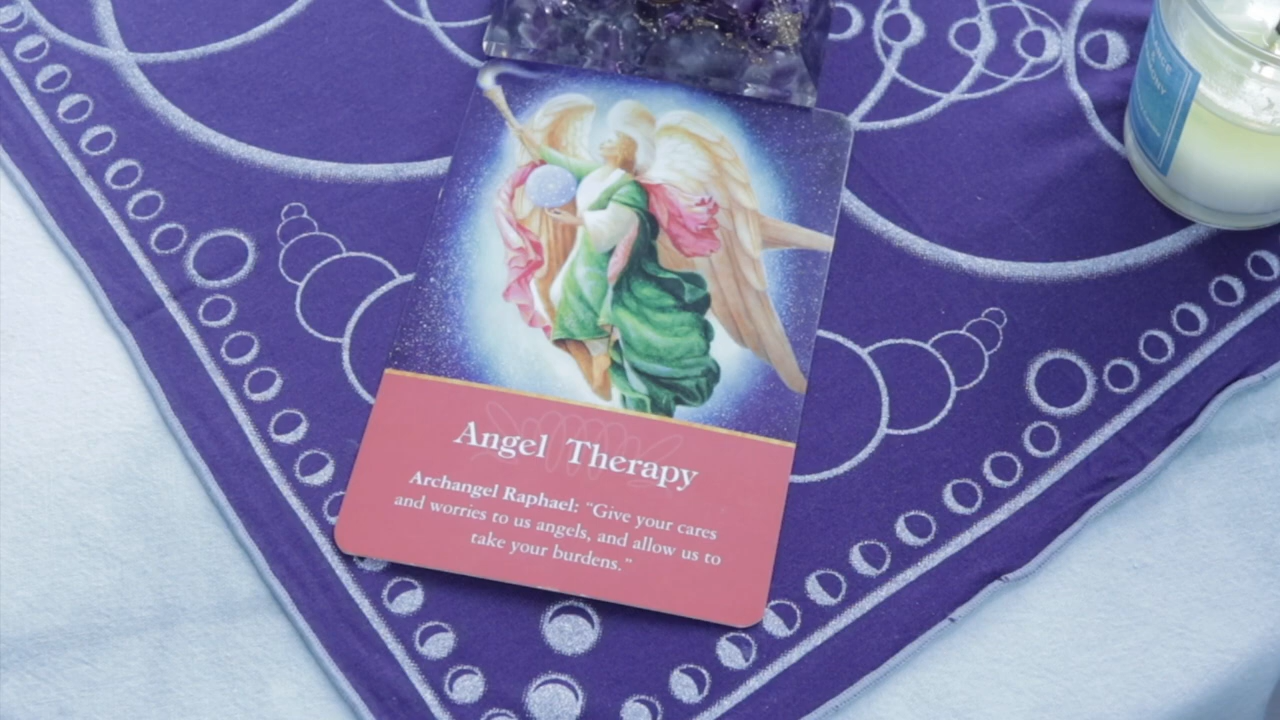 Angel Therapy
Archangel Raphael: "Give your cares
and worries to us angels, and allow us to
take your burdens."